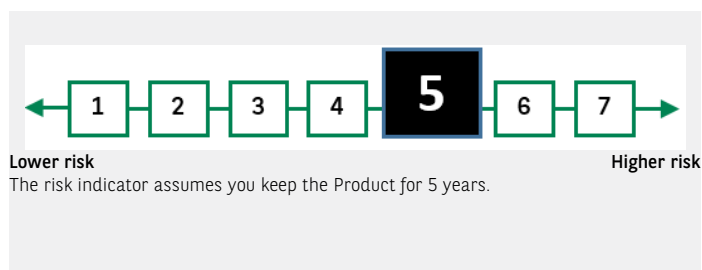 1 2 3 4 5 6 7
Lower risk Higher risk
The risk indicator assumes you keep the Product for 5 years.